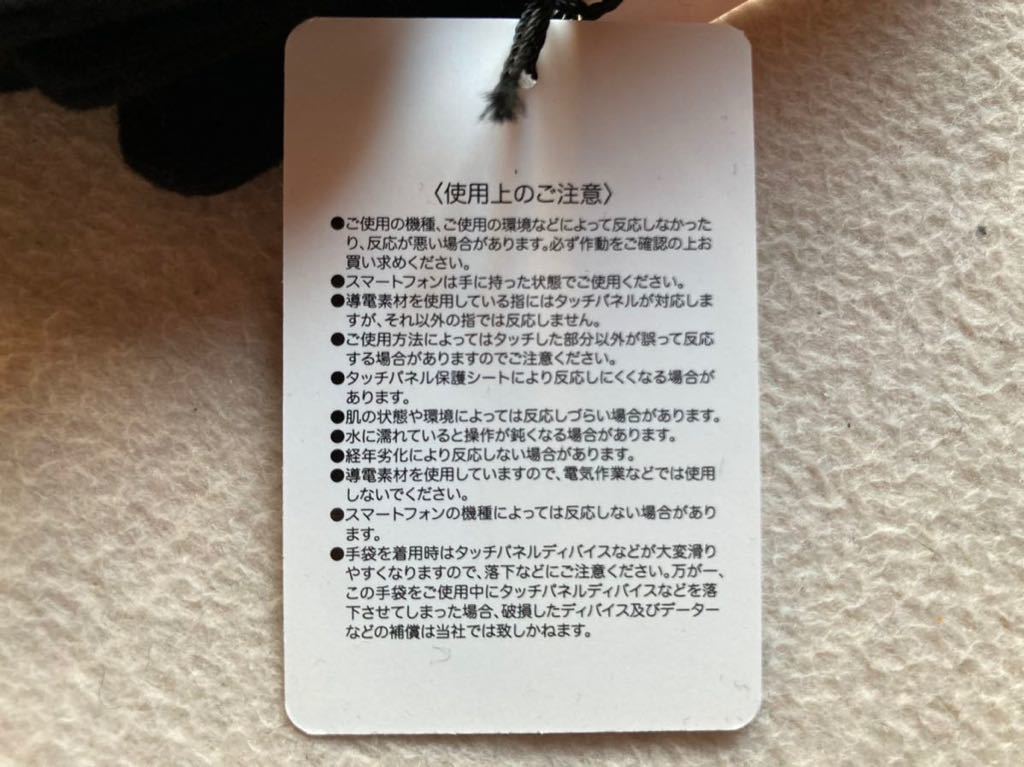 〈使用上のご注意〉
●ご使用の機種、ご使用の環境などによって反応しなかった
り、反応が悪い場合があります。必ず作動をご確認の上お
買い求めください。
●スマートフォンは手に持った状態でご使用ください。
●導電素材を使用している指にはタッチパネルが対応しま
すが、それ以外の指では反応しません。
●ご使用方法によってはタッチした部分以外が誤って反応
する場合がありますのでご注意ください。
●タッチパネル保護シートにより反応しにくくなる場合が
あります。
●肌の状態や環境によっては反応しづらい場合があります。
●水に濡れていると操作が鈍くなる場合があります。
●経年劣化により反応しない場合があります。
●導電素材を使用していますので、電気作業などでは使用
しないでください。
●スマートフォンの機種によっては反応しない場合があり
ます。
●手袋を着用時はタッチパネルディバイスなどが大変滑り
やすくなりますので、落下などにご注意ください。万が一、
この手袋をご使用中にタッチパネルディバイスなどを落
下させてしまった場合、破損したディバイス及びデーター
などの補償は当社では致しかねます。